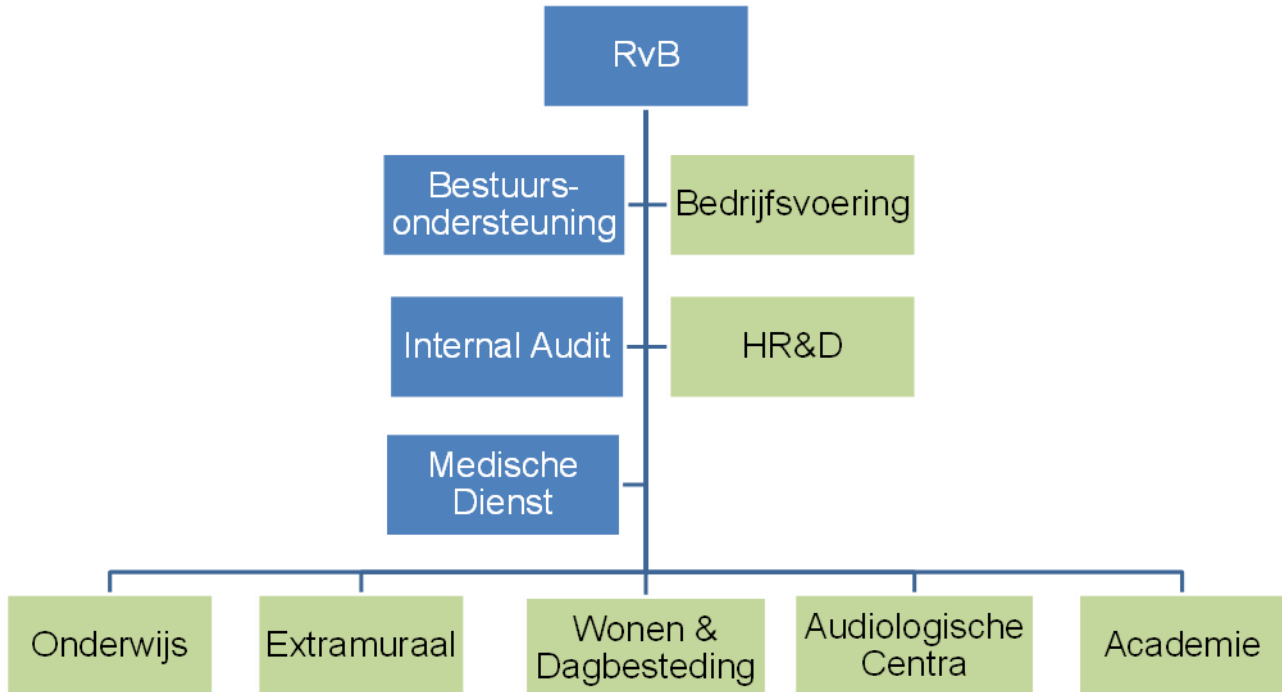 RvB
Bestuurs-
ondersteuning
Bedrijfsvoering
Internal Audit
HR&D
Medische
Dienst
Onderwijs
Extramuraal
Wonen &
Dagbesteding
Audiologische
Centra
Academie